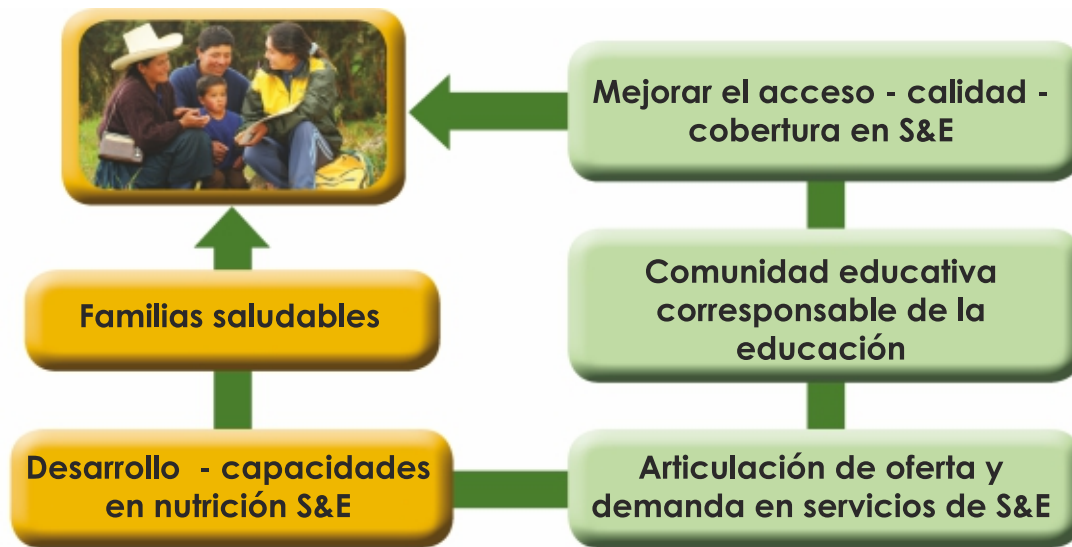 Mejorar el acceso - calidad -
cobertura en S&E
Familias saludables
Comunidad educativa
corresponsable de la
educación
Desarrollo - capacidades
en nutrición S&E
Articulación de oferta y
demanda en servicios de S&E